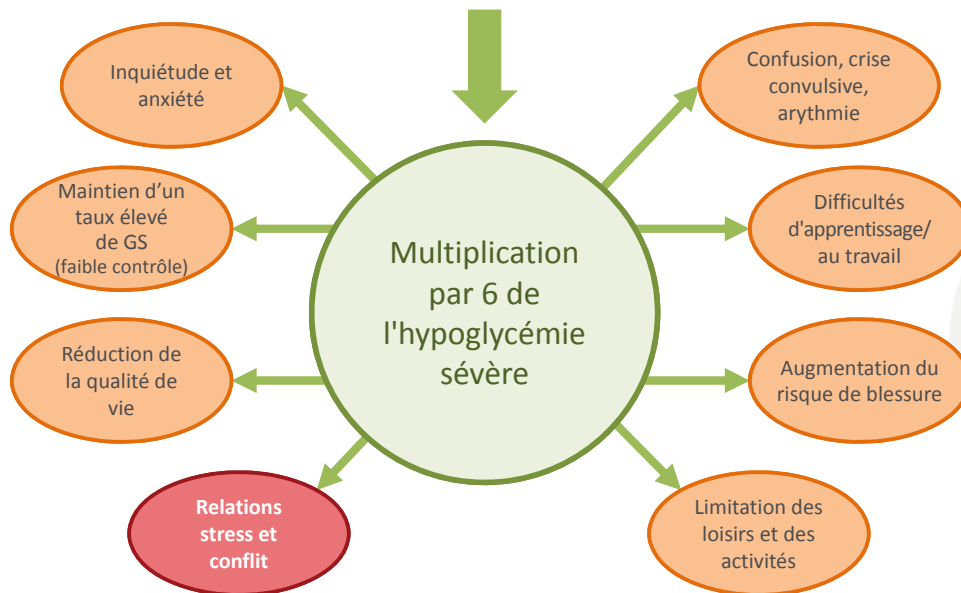 Inquiétude et
anxiété
Confusion, crise
convulsive,
arythmie
Maintien d’un
taux élevé
de GS
(faible contrôle)
Difficultés
d'apprentissage/
au travail
Multiplication
par 6 de
l'hypoglycémie
sévère
Réduction de
la qualité de
vie
Augmentation du
risque de blessure
Relations
stress et
conflit
Limitation des
loisirs et des
activités